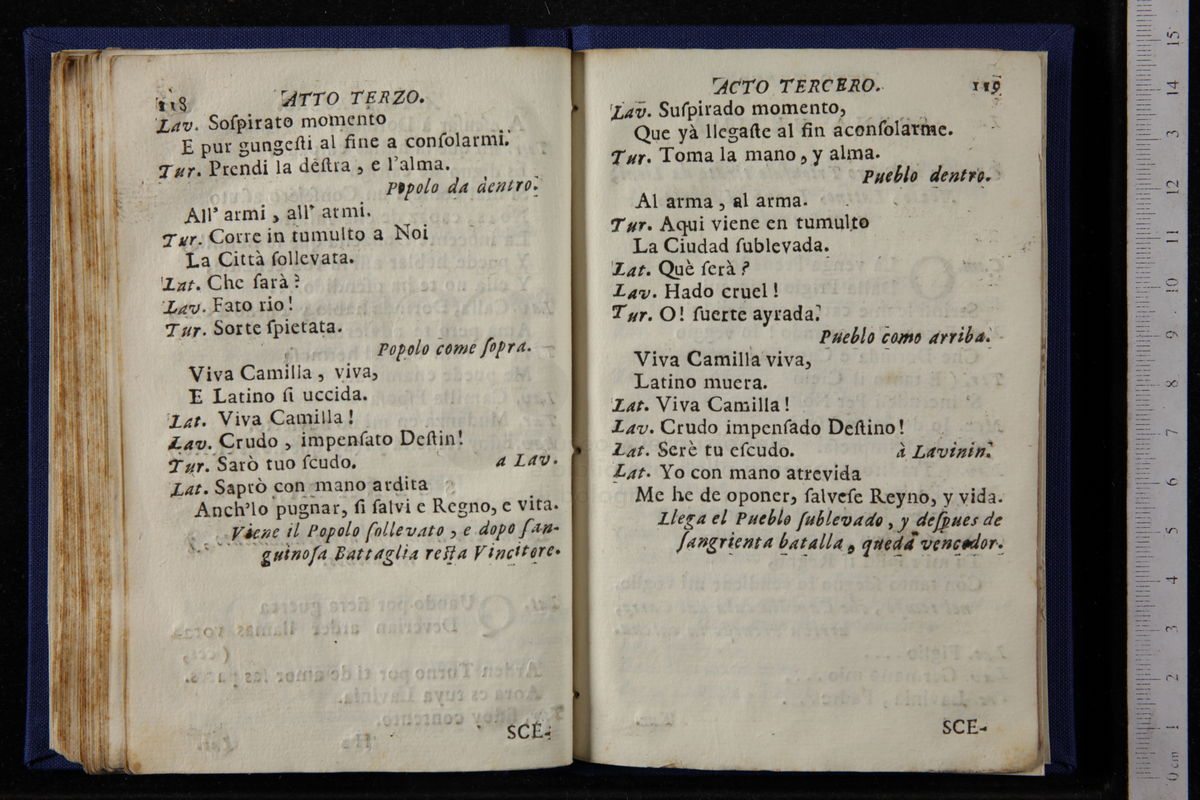 118 ATTO TERZO.
Lav. Soſpirato momento
E pur gungeſti al fine a conſolarmi.
Tur. Prendi la deſtra, e l'alma.
Popolo da dentro.
All' armi, all' armi.
Tur. Corre in tumulto a Noi
La Città ſollevata.
Lat. Che ſarà?
Lav. Fato rio!
Tur. Sorte ſpietata.
Popolo come ſopra.
Viva Camilla, viva,
E Latino ſi uccida.
Lat. Viva Camilla!
Lav. Crudo, impenſato Deſtin!
Tur. Sarò tuo ſcudo. a Lav.
Lat. Saprò con mano ardita
Anch'lo pugnar, ſi ſalvi e Regno, e vita.
Viene il Popolo ſollevato, e dopo ſan-
guinoſa Battaglia reſta Vincitore.
SCE-
ACTO TERCERO. 119
Lav. Suſpirado momento,
Que yà llegaſte al fin aconſolarme.
Tur. Toma la mano, y alma.
Pueblo dentro.
Al arma, al arma.
Tur. Aqui viene en tumulto
La Ciudad ſublevada.
Lat. Què ſerà?
Lav. Hado cruel!
Tur. O! ſuerte ayrada.
Pueblo como arriba.
Viva Camilla viva,
Latino muera.
Lat. Viva Camilla!
Lav. Crudo impenſado Deſtino!
Lat. Serè tu eſcudo. à Lavinin.
Lat. Yo con mano atrevida
Me he de oponer, ſalveſe Reyno, y vida.
Llega el Pueblo ſublevado, y deſpues de
ſangrienta batalla, queda vencedor.
SCE-